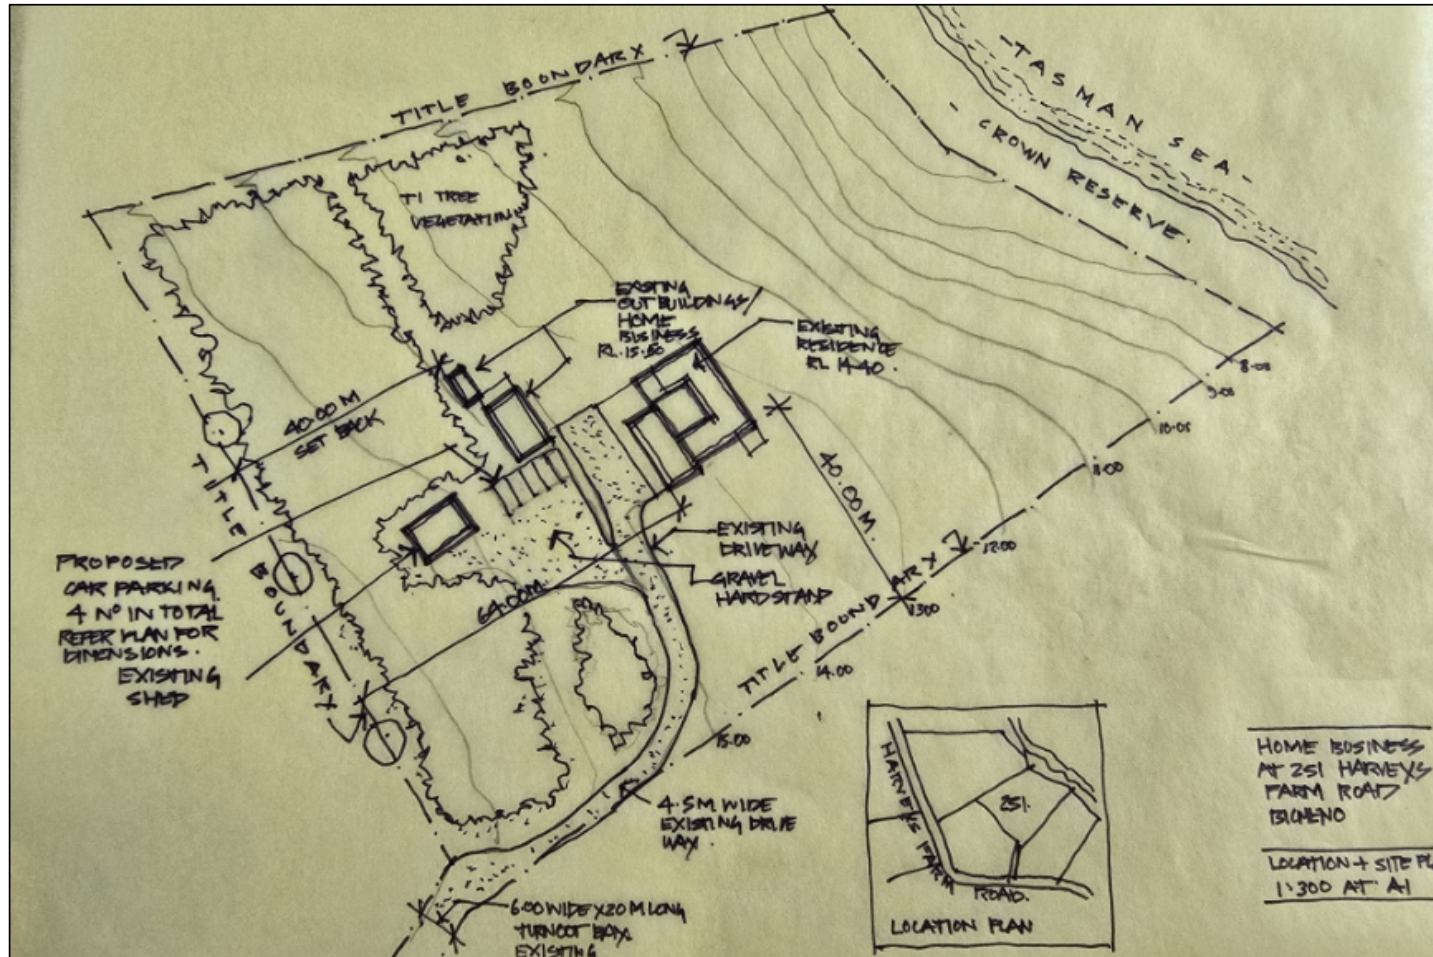 TITLE BOUNDARY
-TASMAN SEA-
-CROWN RESERVE.
TI TREE
VEGETATION
EXISTING
OUT BUILDINGS/
HOME
BUSINESS
RL.15.50
EXISTING
RESIDENCE
RL 14.40.
40.00 M
SET BACK
TITLE BOUNDARY
40.00 M.
8.00
9.00
10.00
11.00
12.00
13.00
14.00
15.00
TITLE BOUNDARY
EXISTING
DRIVEWAY
GRAVEL
HARDSTAND
64.00M
PROPOSED
CAR PARKING.
4 Nº IN TOTAL
REFER PLAN FOR
DIMENSIONS.
EXISTING
SHED
4.5M WIDE
EXISTING DRIVE
WAY.
6.00 WIDE X 20M LONG
TURNOUT BAY.
EXISTING
HARVEYS FARM
ROAD.
251.
LOCATION PLAN
HOME BUSINESS
AT 251 HARVEYS
FARM ROAD
BICHENO
LOCATION + SITE PL
1:300 AT A1